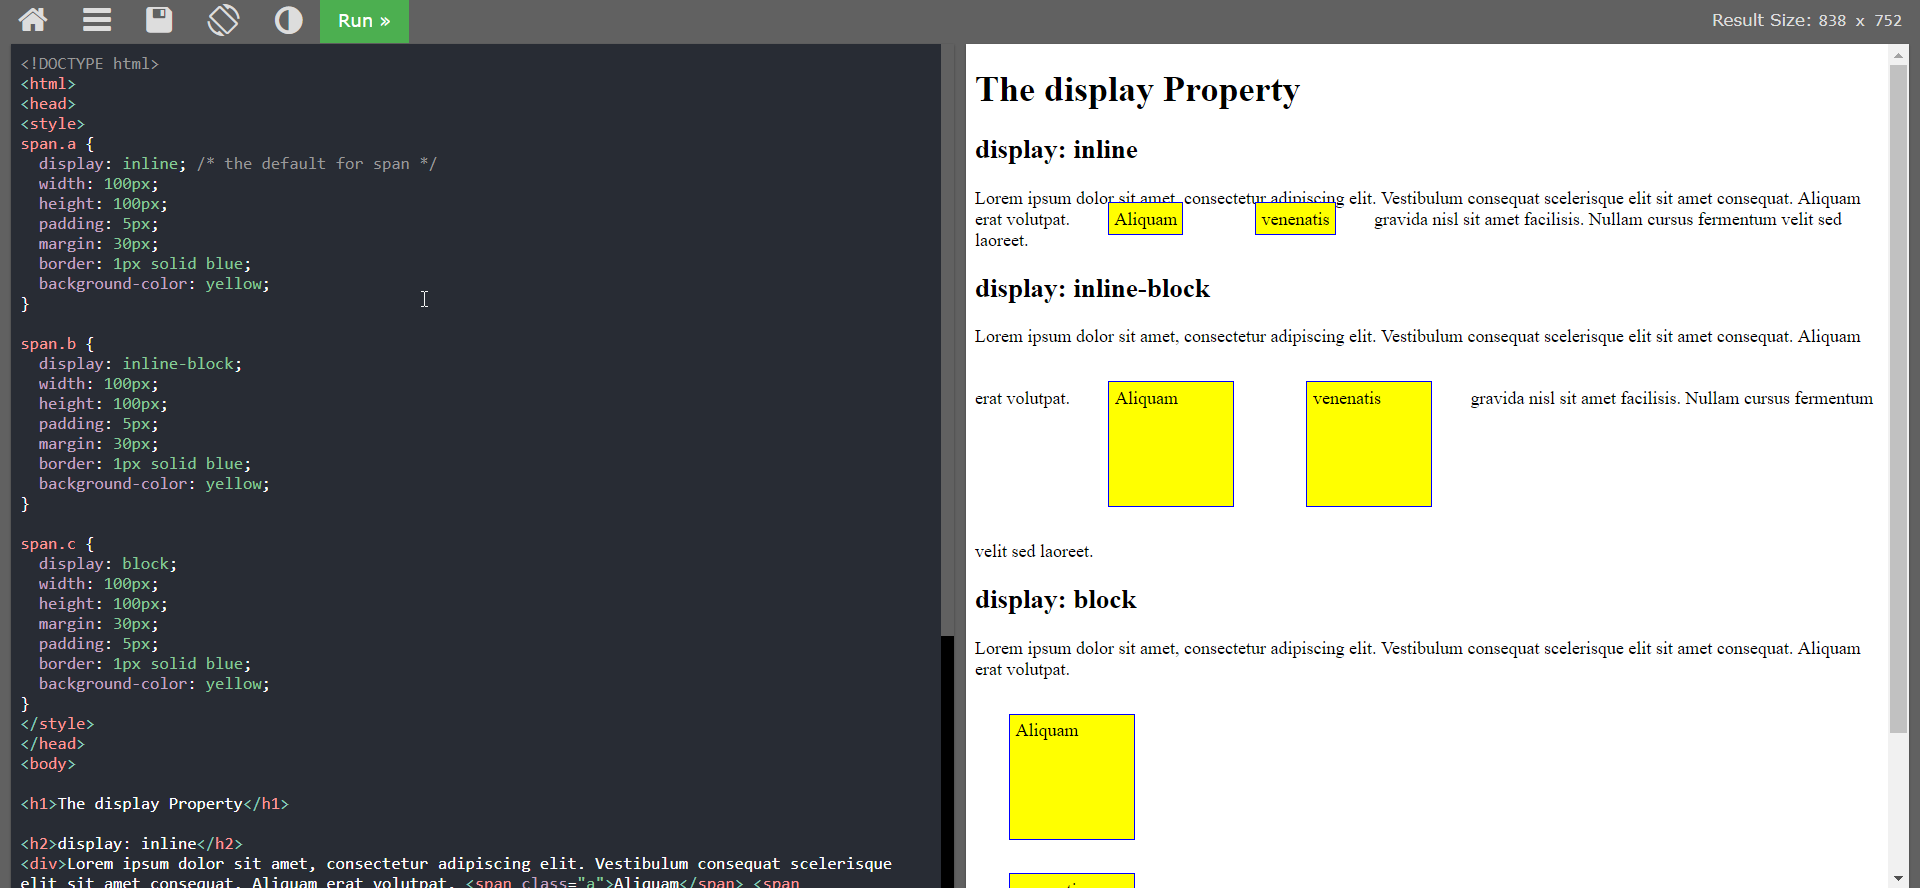 Run »
Result Size: 838 x 752
<!DOCTYPE html>
<html>
<head>
<style>
span.a {
  display: inline; /* the default for span */
  width: 100px;
  height: 100px;
  padding: 5px;
  margin: 30px;
  border: 1px solid blue;
  background-color: yellow;
}
span.b {
  display: inline-block;
  width: 100px;
  height: 100px;
  padding: 5px;
  margin: 30px;
  border: 1px solid blue;
  background-color: yellow;
}
span.c {
  display: block;
  width: 100px;
  height: 100px;
  margin: 30px;
  padding: 5px;
  border: 1px solid blue;
  background-color: yellow;
}
</style>
</head>
<body>
<h1>The display Property</h1>
<h2>display: inline</h2>
<div>Lorem ipsum dolor sit amet, consectetur adipiscing elit. Vestibulum consequat scelerisque
elit sit amet consequat. Aliquam erat volutpat. <span class="a">Aliquam</span> <span
The display Property
display: inline
Lorem ipsum dolor sit amet, consectetur adipiscing elit. Vestibulum consequat scelerisque elit sit amet consequat. Aliquam
erat volutpat. Aliquam venenatis gravida nisl sit amet facilisis. Nullam cursus fermentum velit sed
laoreet.
display: inline-block
Lorem ipsum dolor sit amet, consectetur adipiscing elit. Vestibulum consequat scelerisque elit sit amet consequat. Aliquam
erat volutpat. Aliquam venenatis gravida nisl sit amet facilisis. Nullam cursus fermentum
velit sed laoreet.
display: block
Lorem ipsum dolor sit amet, consectetur adipiscing elit. Vestibulum consequat scelerisque elit sit amet consequat. Aliquam
erat volutpat.
Aliquam